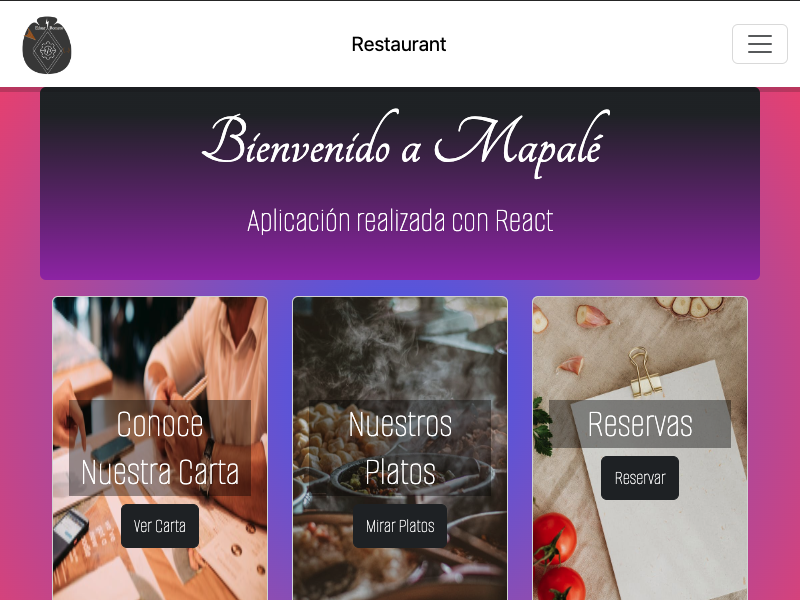 Restaurant
Bienvenido a Mapalé
Aplicación realizada con React
Conoce
Nuestra Carta
Ver Carta
Nuestros
Platos
Mirar Platos
Reservas
Reservar